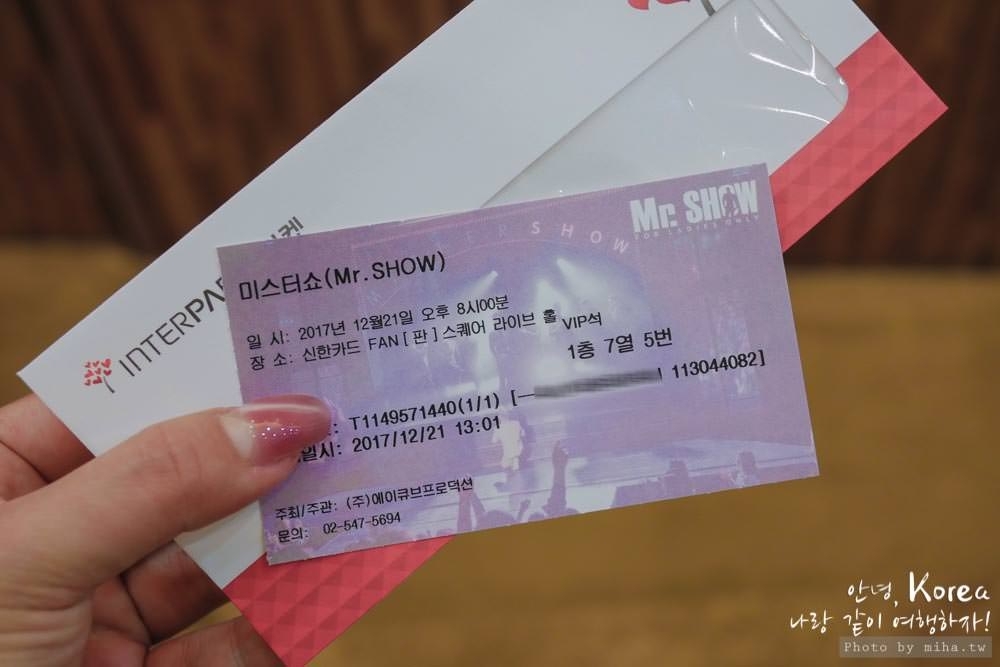 INTERPA
켓
Mr. SHOW
FOR LADIES ONLY
SHOW
미스터쇼(Mr.SHOW)
일 시: 2017년 12월21일 오후 8시00분
장 소: 신한카드 FAN[판]스퀘어 라이브 홀
VIP석
1층 7열 5번
: T1149571440(1/1) [
113044082]
일시: 2017/12/21 13:01
주최/주관: (주)에이큐브프로덕션
문의: 02-547-5694
안녕, Korea
나랑 같이 여행하자!
Photo by miha.tw